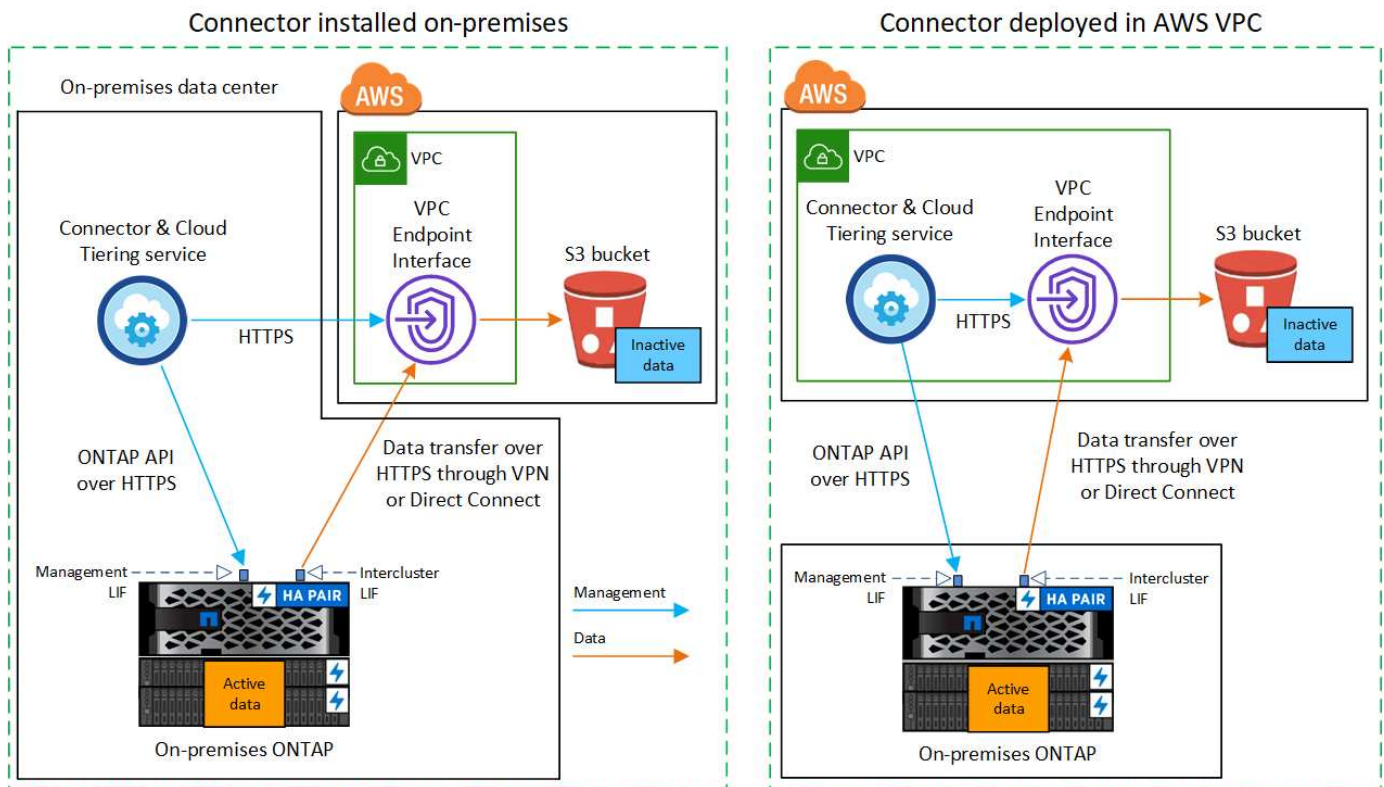 Connector installed on-premises
On-premises data center
AWS
VPC
Connector & Cloud
Tiering service
VPC
Endpoint
Interface
S3 bucket
HTTPS
Inactive
data
ONTAP API
over HTTPS
Data transfer over
HTTPS through VPN
or Direct Connect
Management
LIF
Intercluster
LIF
HA PAIR
Active
data
On-premises ONTAP
Management
Data
Connector deployed in AWS VPC
AWS
VPC
Connector & Cloud
Tiering service
VPC
Endpoint
Interface
S3 bucket
HTTPS
Inactive
data
ONTAP API
over HTTPS
Data transfer over
HTTPS through VPN
or Direct Connect
Management
LIF
Intercluster
LIF
HA PAIR
Active
data
On-premises ONTAP